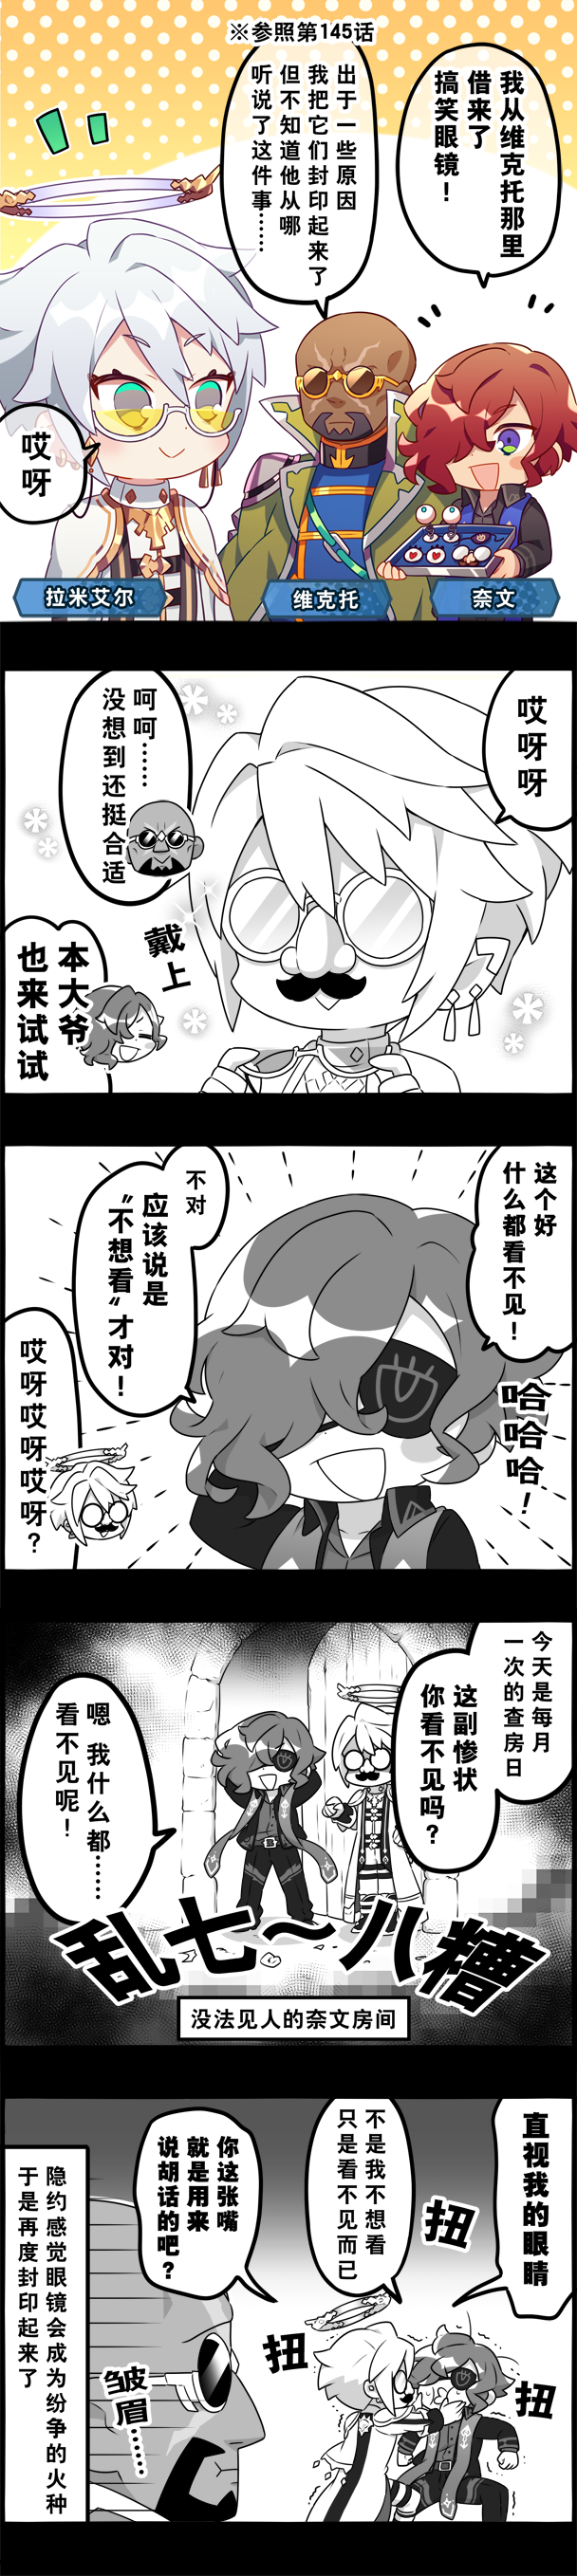 ※参照第145话
我从维克托那里
借来了
搞笑眼镜！
出于一些原因
我把它们封印起来了
但不知道他从哪
听说了这件事……
哎呀
拉米艾尔
维克托
奈文
哎呀呀
呵呵……
没想到还挺合适
戴上
本大爷
也来试试
这个好
什么都看不见！
不对
应该说是
“不想看”才对！
哈哈哈！
哎呀哎呀哎呀？
今天是每月
一次的查房日
这副惨状
你看不见吗？
嗯 我什么都……
看不见呢！
乱七～八糟
没法见人的奈文房间
直视我的眼睛
不是我不想看
只是看不见而已
你这张嘴
就是用来
说胡话的吧？
扭
扭
扭
皱眉……
隐约感觉眼镜会成为纷争的火种
于是再度封印起来了